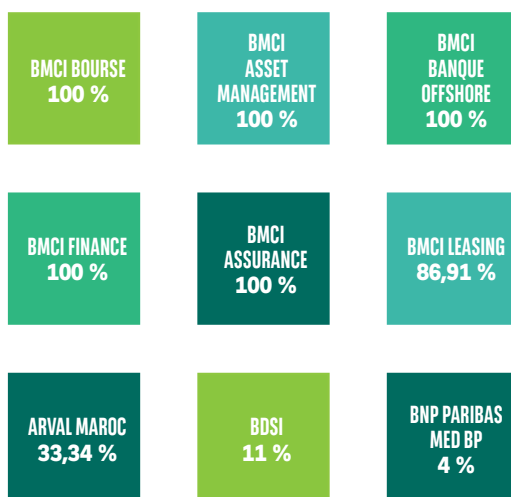 BMCI BOURSE
100 %
BMCI
ASSET
MANAGEMENT
100 %
BMCI
BANQUE
OFFSHORE
100 %
BMCI FINANCE
100 %
BMCI
ASSURANCE
100 %
BMCI LEASING
86,91 %
ARVAL MAROC
33,34 %
BDSI
11 %
BNP PARIBAS
MED BP
4 %